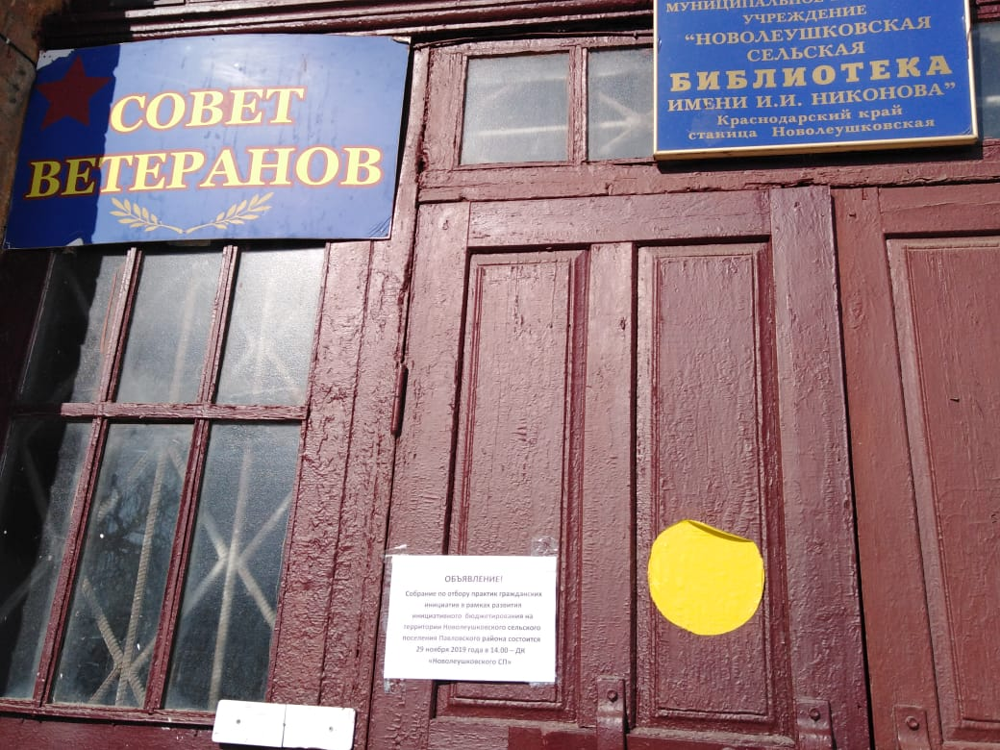 СОВЕТ
ВЕТЕРАНОВ
МУНИЦИПАЛЬНОЕ
УЧРЕЖДЕНИЕ
"НОВОЛЕУШКОВСКАЯ
СЕЛЬСКАЯ
БИБЛИОТЕКА
ИМЕНИ И.И. НИКОНОВА"
Краснодарский край
станица Новолеушковская
ОБЪЯВЛЕНИЕ!
Собрание по отбору практик гражданских
инициатив в рамках развития
инициативного бюджетирования на
территории Новолеушковского сельского
поселения Павловского района состоится
29 ноября 2019 года в 14.00 – ДК
«Новолеушковского СП»